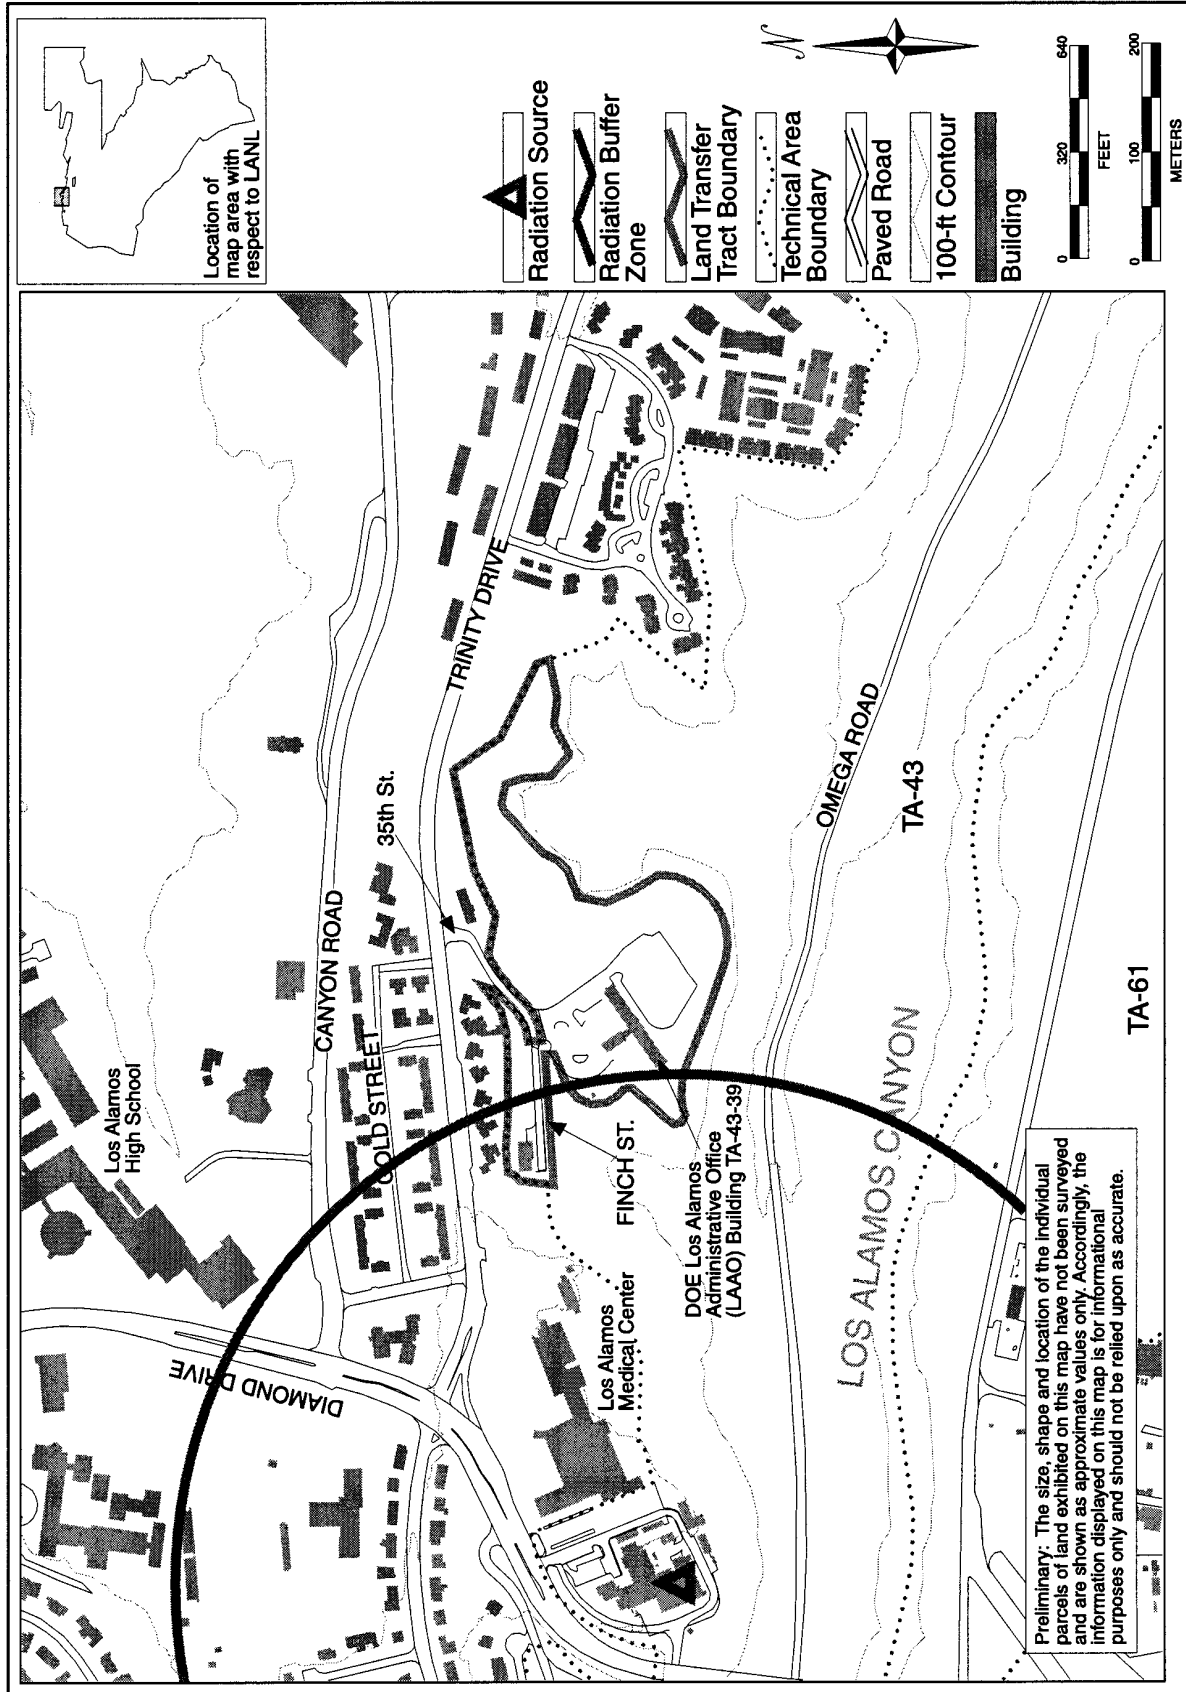 Location of
map area with
respect to LANL
N
Radiation Source
Radiation Buffer
Zone
Land Transfer
Tract Boundary
Technical Area
Boundary
Paved Road
100-ft Contour
Building
0
320
640
FEET
0
100
200
METERS
Los Alamos
High School
CANYON ROAD
GOLD STREET
35th St.
TRINITY DRIVE
DIAMOND DRIVE
FINCH ST.
Los Alamos
Medical Center
DOE Los Alamos
Administrative Office
(LAAO) Building TA-43-39
OMEGA ROAD
TA-43
LOS ALAMOS CANYON
TA-61
Preliminary: The size, shape and location of the individual
parcels of land exhibited on this map have not been surveyed
and are shown as approximate values only. Accordingly, the
information displayed on this map is for informational
purposes only and should not be relied upon as accurate.